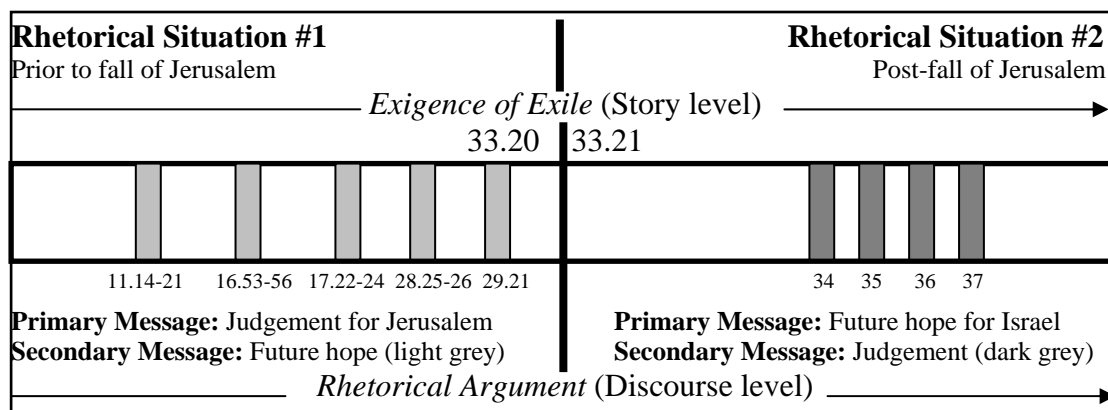 Rhetorical Situation #1
Prior to fall of Jerusalem
Rhetorical Situation #2
Post-fall of Jerusalem
Exigence of Exile (Story level)
33.20 33.21
11.14-21 16.53-56 17.22-24 28.25-26 29.21 34 35 36 37
Primary Message: Judgement for Jerusalem
Secondary Message: Future hope (light grey)
Primary Message: Future hope for Israel
Secondary Message: Judgement (dark grey)
Rhetorical Argument (Discourse level)